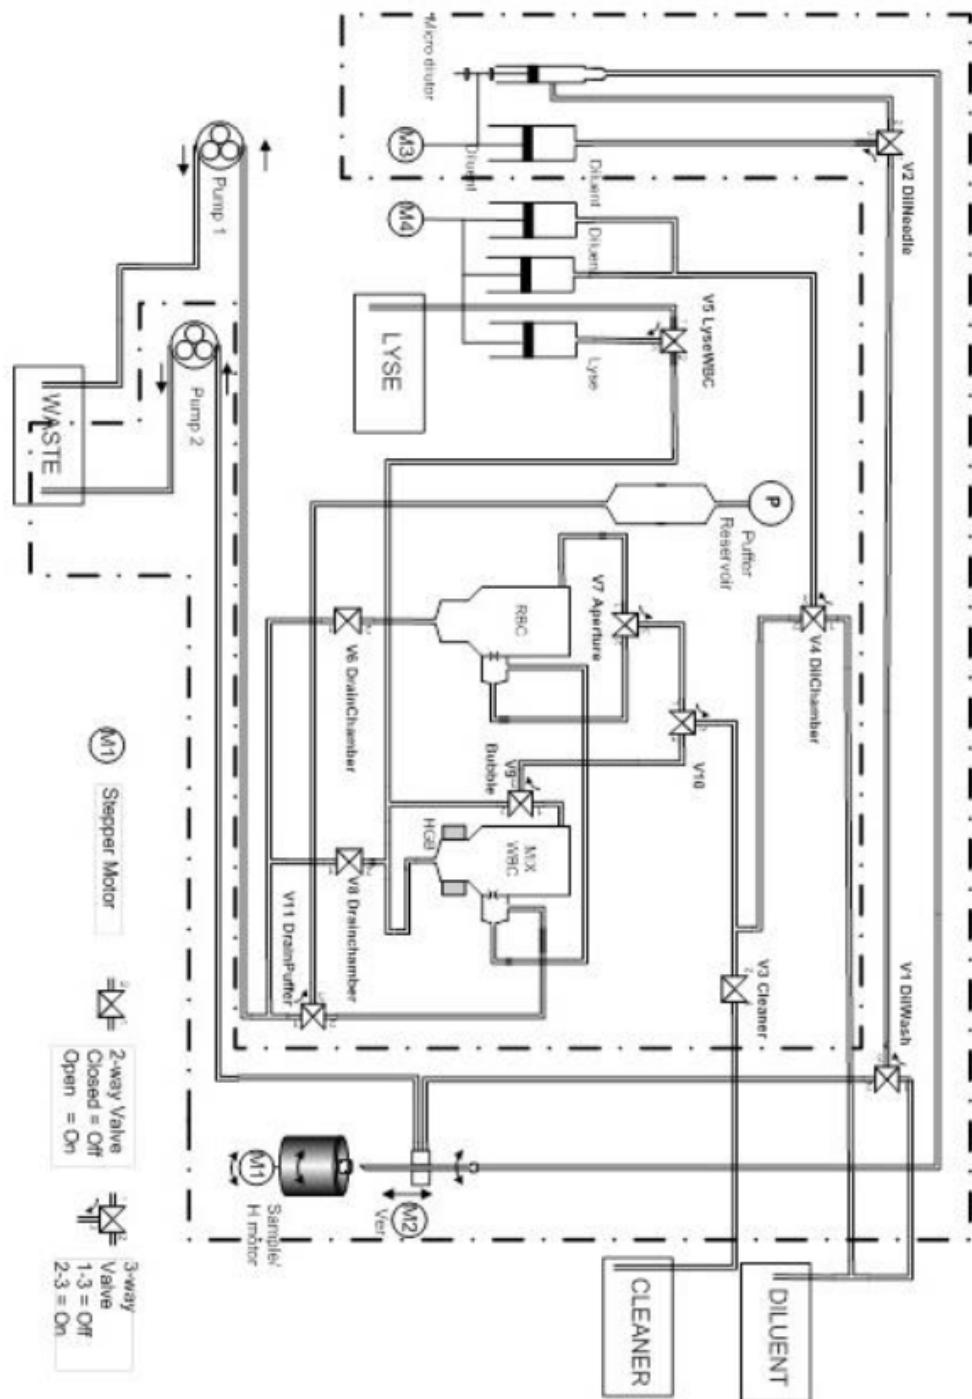 *Micro dilutor
M3
Diluent
Diluent
V2 DilNeedle
M4
Diluent
LYSE
Lyse
V5 LyseWBC
Pump 1
Pump 2
WASTE
P
Puffer
Reservoir
RBC
V7 Aperture
V4 DilChamber
V6 DrainChamber
V10
V9
Bubble
MIX
WBC
HGB
V8 Drainchamber
V11 DrainPuffer
V3 Cleaner
V1 DilWash
M1
Sample/
H motor
M2
Ver
CLEANER
DILUENT
M1
Stepper Motor
2-way Valve
Closed = Off
Open = On
3-way
Valve
1-3 = Off
2-3 = On